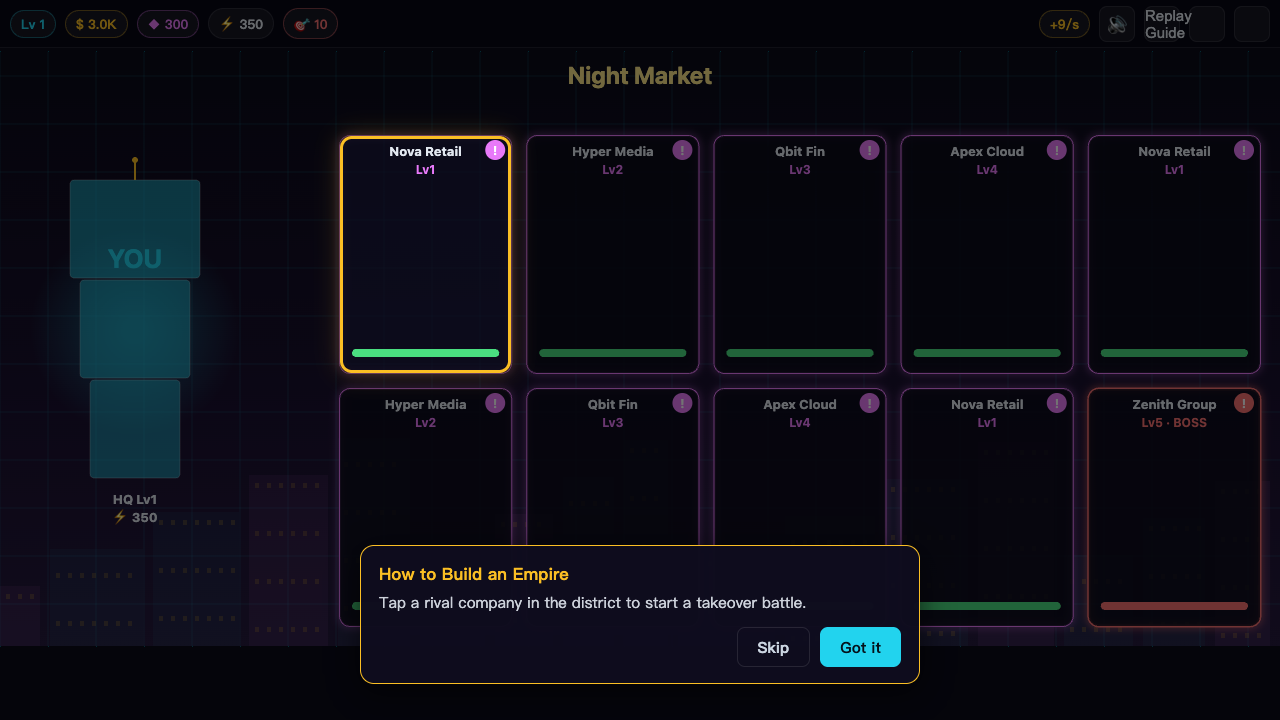 Lv 1
$ 3.0K
300
350
10
+9/s
Replay Guide
Night Market
YOU
HQ Lv1
350
Nova Retail
!
Lv1
Hyper Media
!
Lv2
Qbit Fin
!
Lv3
Apex Cloud
!
Lv4
Nova Retail
!
Lv1
Hyper Media
!
Lv2
Qbit Fin
!
Lv3
Apex Cloud
!
Lv4
Nova Retail
!
Lv1
Zenith Group
!
Lv5 · BOSS
How to Build an Empire
Tap a rival company in the district to start a takeover battle.
Skip
Got it